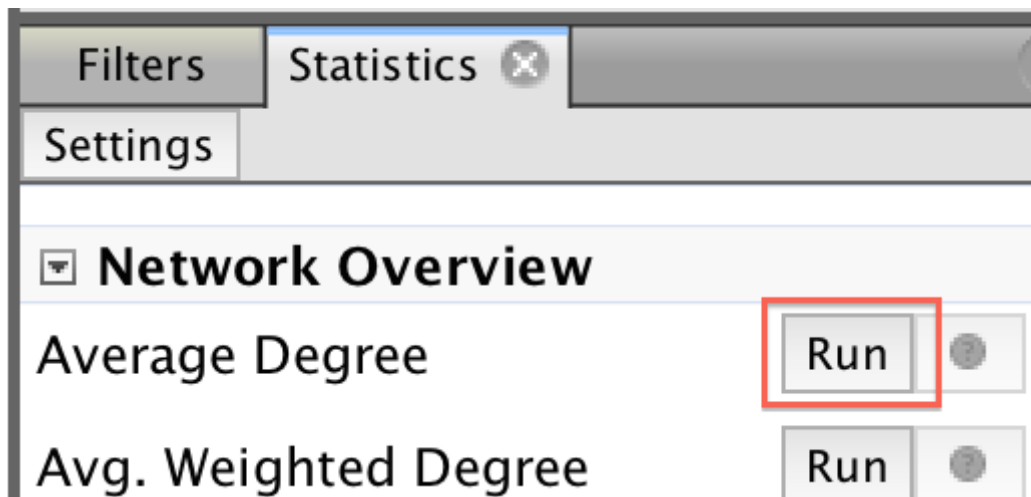 Filters Statistics
Settings
Network Overview
Average Degree Run ?
Avg. Weighted Degree Run ?